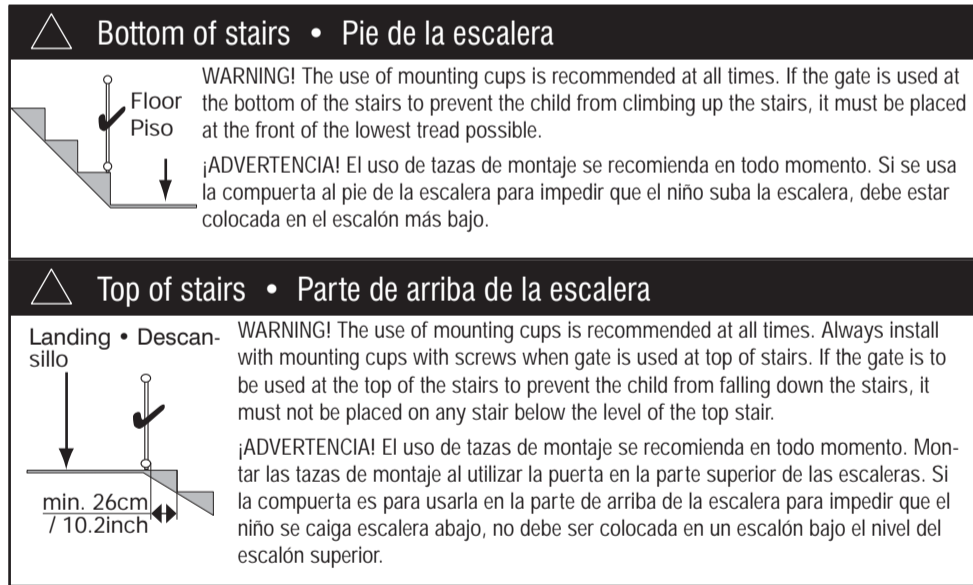 Bottom of stairs • Pie de la escalera
Floor
Piso
WARNING! The use of mounting cups is recommended at all times. If the gate is used at
the bottom of the stairs to prevent the child from climbing up the stairs, it must be placed
at the front of the lowest tread possible.
¡ADVERTENCIA! El uso de tazas de montaje se recomienda en todo momento. Si se usa
la compuerta al pie de la escalera para impedir que el niño suba la escalera, debe estar
colocada en el escalón más bajo.
Top of stairs • Parte de arriba de la escalera
Landing • Descan-
sillo
min. 26cm
/ 10.2inch
WARNING! The use of mounting cups is recommended at all times. Always install
with mounting cups with screws when gate is used at top of stairs. If the gate is to
be used at the top of the stairs to prevent the child from falling down the stairs, it
must not be placed on any stair below the level of the top stair.
¡ADVERTENCIA! El uso de tazas de montaje se recomienda en todo momento. Mon-
tar las tazas de montaje al utilizar la puerta en la parte superior de las escaleras. Si
la compuerta es para usarla en la parte de arriba de la escalera para impedir que el
niño se caiga escalera abajo, no debe ser colocada en un escalón bajo el nivel del
escalón superior.